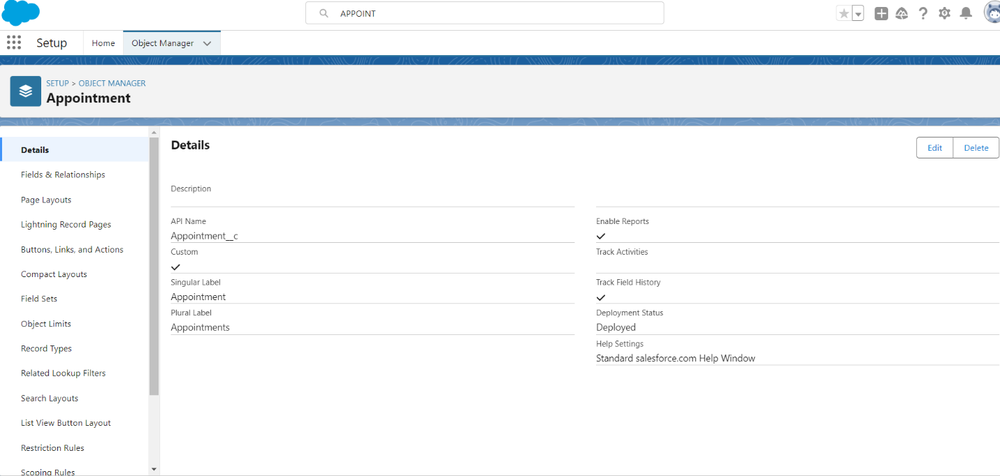 APPOINT
Setup
Home
Object Manager
SETUP > OBJECT MANAGER
Appointment
Details
Fields & Relationships
Page Layouts
Lightning Record Pages
Buttons, Links, and Actions
Compact Layouts
Field Sets
Object Limits
Record Types
Related Lookup Filters
Search Layouts
List View Button Layout
Restriction Rules
Scoping Rules
Details
Edit
Delete
Description
API Name
Appointment__c
Custom
Singular Label
Appointment
Plural Label
Appointments
Enable Reports
Track Activities
Track Field History
Deployment Status
Deployed
Help Settings
Standard salesforce.com Help Window